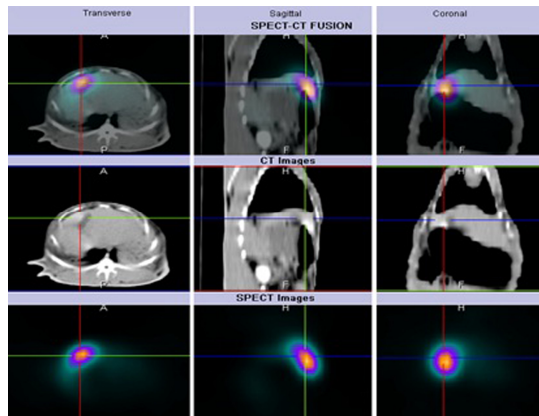 Transverse Sagittal Coronal
SPECT-CT FUSION
A H H
P F F
CT Images
A H H
P F F
SPECT Images
A H H